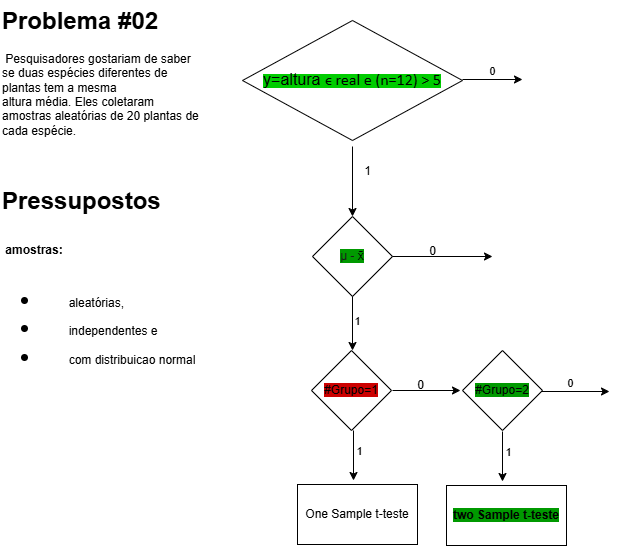 Problema #02
Pesquisadores gostariam de saber
se duas espécies diferentes de
plantas tem a mesma
altura média. Eles coletaram
amostras aleatórias de 20 plantas de
cada espécie.
Pressupostos
amostras:
aleatórias,
independentes e
com distribuicao normal
y=altura ϵ real e (n=12) > 5
0
1
μ - x̄
0
1
#Grupo=1
0
#Grupo=2
0
1
1
One Sample t-teste
two Sample t-teste